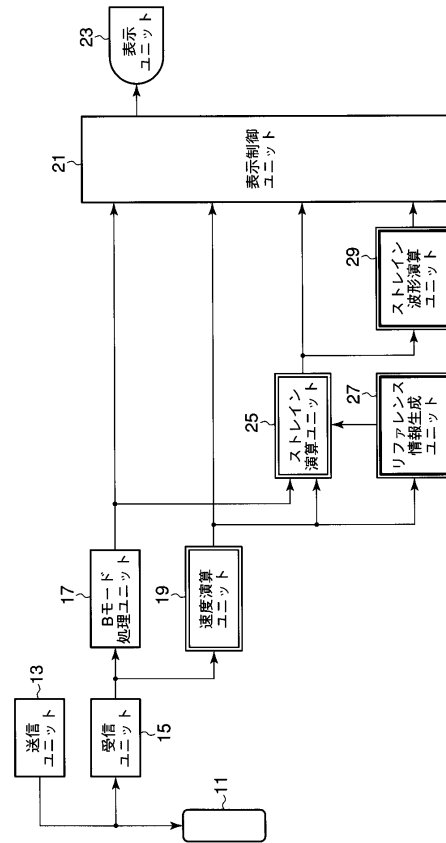 11
13
送信
ユニット
受信
ユニット
15
17
Bモード
処理ユニット
19
速度演算
ユニット
25
ストレイン
演算ユニット
27
リファレンス
情報生成
ユニット
29
ストレイン
波形演算
ユニット
21
表示制御
ユニット
23
表示
ユニット